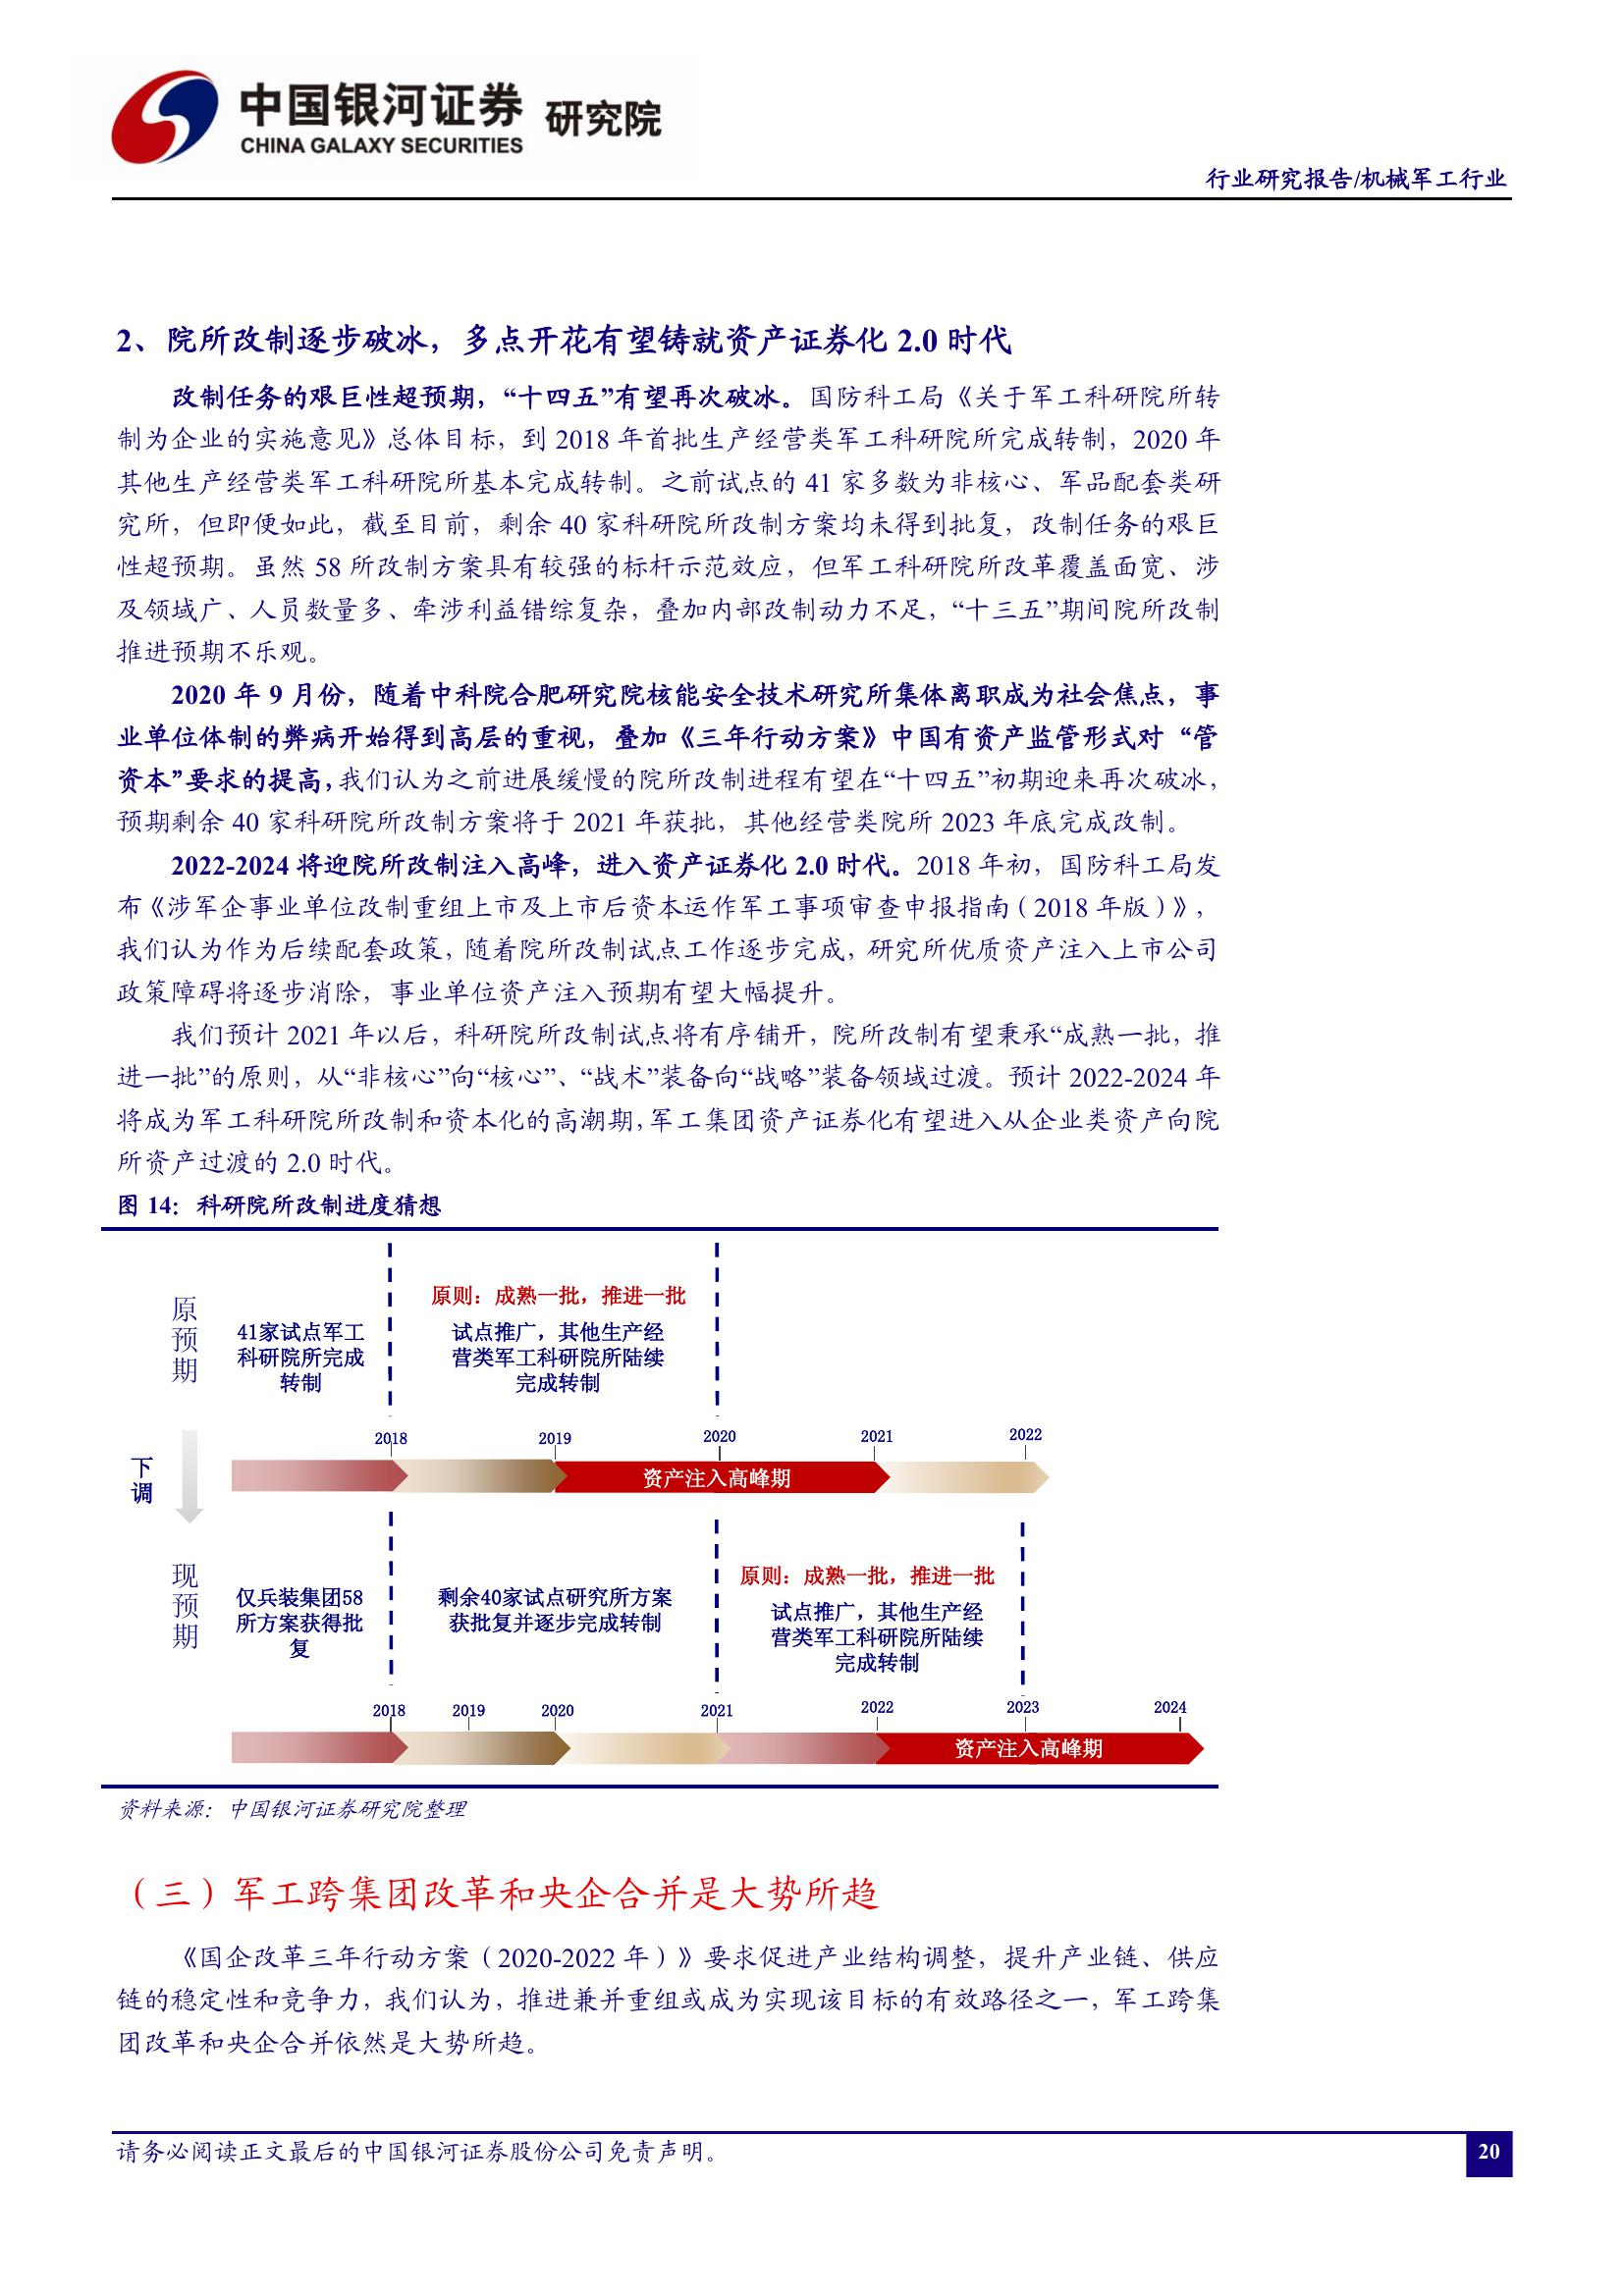 中国银河证券 研究院
CHINA GALAXY SECURITIES
行业研究报告/机械军工行业
2、院所改制逐步破冰，多点开花有望铸就资产证券化 2.0 时代
改制任务的艰巨性超预期，“十四五”有望再次破冰。国防科工局《关于军工科研院所转
制为企业的实施意见》总体目标，到 2018 年首批生产经营类军工科研院所完成转制，2020 年
其他生产经营类军工科研院所基本完成转制。之前试点的 41 家多数为非核心、军品配套类研
究所，但即便如此，截至目前，剩余 40 家科研院所改制方案均未得到批复，改制任务的艰巨
性超预期。虽然 58 所改制方案具有较强的标杆示范效应，但军工科研院所改革覆盖面宽、涉
及领域广、人员数量多、牵涉利益错综复杂，叠加内部改制动力不足，“十三五”期间院所改制
推进预期不乐观。
2020 年 9 月份，随着中科院合肥研究院核能安全技术研究所集体离职成为社会焦点，事
业单位体制的弊病开始得到高层的重视，叠加《三年行动方案》中国有资产监管形式对“管
资本”要求的提高，我们认为之前进展缓慢的院所改制进程有望在“十四五”初期迎来再次破冰，
预期剩余 40 家科研院所改制方案将于 2021 年获批，其他经营类院所 2023 年底完成改制。
2022-2024 将迎院所改制注入高峰，进入资产证券化 2.0 时代。2018 年初，国防科工局发
布《涉军企事业单位改制重组上市及上市后资本运作军工事项审查申报指南（2018 年版）》，
我们认为作为后续配套政策，随着院所改制试点工作逐步完成，研究所优质资产注入上市公司
政策障碍将逐步消除，事业单位资产注入预期有望大幅提升。
我们预计 2021 年以后，科研院所改制试点将有序铺开，院所改制有望秉承“成熟一批，推
进一批”的原则，从“非核心”向“核心”、“战术”装备向“战略”装备领域过渡。预计 2022-2024 年
将成为军工科研院所改制和资本化的高潮期，军工集团资产证券化有望进入从企业类资产向院
所资产过渡的 2.0 时代。
图 14：科研院所改制进度猜想
原预期
41家试点军工
科研院所完成
转制
原则：成熟一批，推进一批
试点推广，其他生产经
营类军工科研院所陆续
完成转制
2018 2019 2020 2021 2022
资产注入高峰期
下调
现预期
仅兵装集团58
所方案获得批
复
剩余40家试点研究所方案
获批复并逐步完成转制
原则：成熟一批，推进一批
试点推广，其他生产经
营类军工科研院所陆续
完成转制
2018 2019 2020 2021 2022 2023 2024
资产注入高峰期
资料来源：中国银河证券研究院整理
（三）军工跨集团改革和央企合并是大势所趋
《国企改革三年行动方案（2020-2022 年）》要求促进产业结构调整，提升产业链、供应
链的稳定性和竞争力，我们认为，推进兼并重组或成为实现该目标的有效路径之一，军工跨集
团改革和央企合并依然是大势所趋。
请务必阅读正文最后的中国银河证券股份公司免责声明。
20